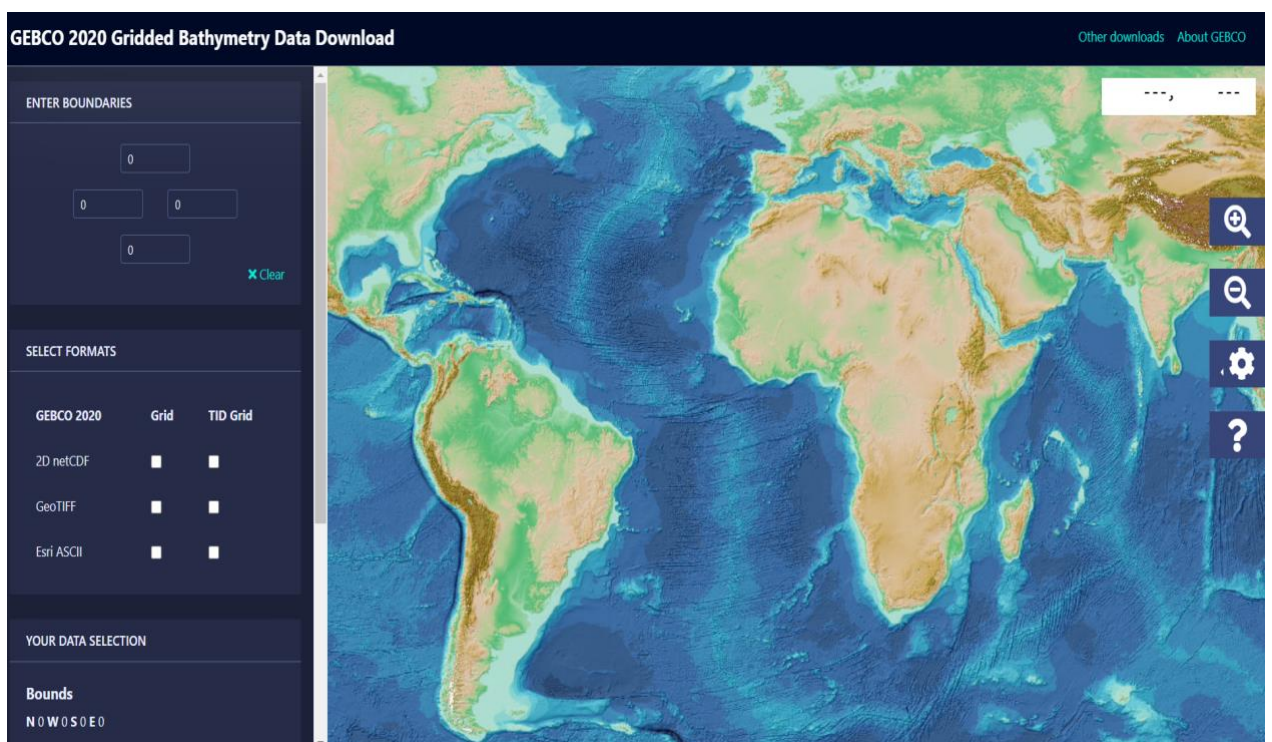 GEBCO 2020 Gridded Bathymetry Data Download
Other downloads About GEBCO
ENTER BOUNDARIES
---, ---
0
0 0
0
✖ Clear
SELECT FORMATS
GEBCO 2020 Grid TID Grid
2D netCDF
GeoTIFF
Esri ASCII
YOUR DATA SELECTION
Bounds
N 0 W 0 S 0 E 0
?